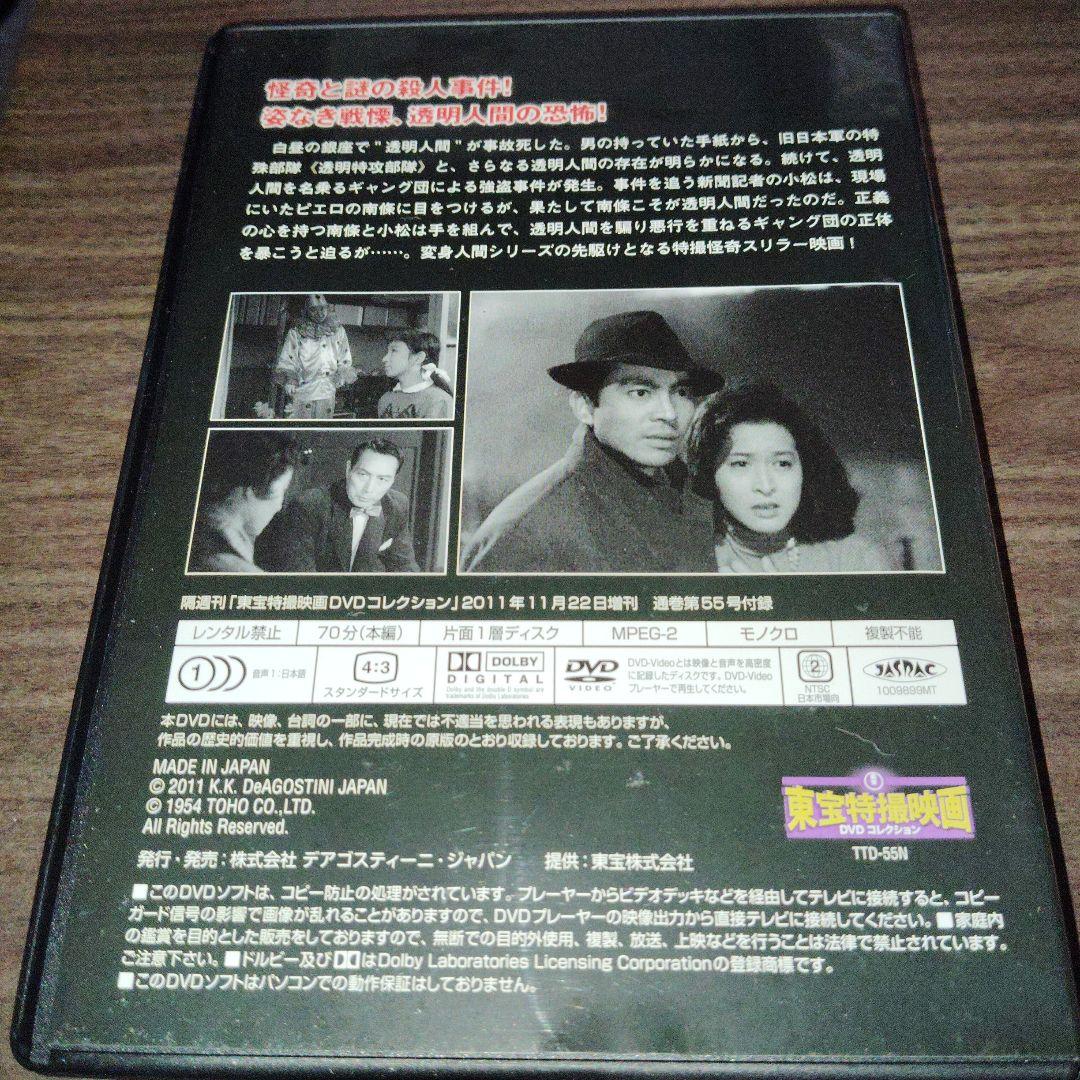 怪奇と謎の殺人事件!
姿なき戦慄、透明人間の恐怖!
白昼の銀座で"透明人間"が事故死した。男の持っていた手紙から、旧日本軍の特
殊部隊《透明特攻部隊》と、さらなる透明人間の存在が明らかになる。続けて、透明
人間を名乗るギャング団による強盗事件が発生。事件を追う新聞記者の小松は、現場
にいたピエロの南條に目をつけるが、果たして南條こそが透明人間だったのだ。正義
の心を持つ南條と小松は手を組んで、透明人間を騙り悪行を重ねるギャング団の正体
を暴こうと迫るが……。変身人間シリーズの先駆けとなる特撮怪奇スリラー映画!
隔週刊「東宝特撮映画DVDコレクション」2011年11月22日増刊 通巻第55号付録
レンタル禁止 70分(本編) 片面1層ディスク MPEG-2 モノクロ 複製不能
1 音声1:日本語
4:3
スタンダードサイズ
DOLBY
DIGITAL
Dolby and the double D symbol are
trademarks of Dolby Laboratories
DVD
VIDEO
DVD-Videoとは映像と音声を高密度
に記録したディスクです。DVD-Video
プレーヤーで再生してください。
2
NTSC
日本市場向
JASRAC
1009899MT
本DVDには、映像、台詞の一部に、現在では不適当を思われる表現もありますが、
作品の歴史的価値を重視し、作品完成時の原版のとおり収録しております。ご了承ください。
MADE IN JAPAN
© 2011 K.K. DeAGOSTINI JAPAN
© 1954 TOHO CO.,LTD.
All Rights Reserved.
東宝特撮映画
DVD コレクション
TTD-55N
発行・発売:株式会社 デアゴスティーニ・ジャパン 提供:東宝株式会社
■このDVDソフトは、コピー防止の処理がされています。プレーヤーからビデオデッキなどを経由してテレビに接続すると、コピー
ガード信号の影響で画像が乱れることがありますので、DVDプレーヤーの映像出力から直接テレビに接続してください。■家庭内
の鑑賞を目的とした販売をしておりますので、無断での目的外使用、複製、放送、上映などを行うことは法律で禁止されています。
ご注意下さい。■ドルビー及びDDはDolby Laboratories Licensing Corporationの登録商標です。
■このDVDソフトはパソコンでの動作保証はしておりません。